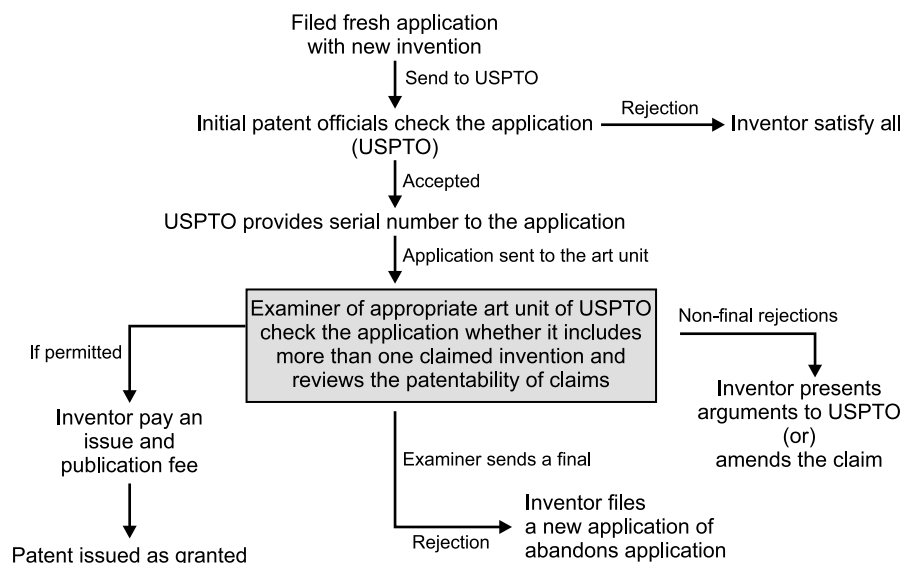 Filed fresh application
with new invention
Send to USPTO
Initial patent officials check the application
(USPTO)
Rejection
Inventor satisfy all
Accepted
USPTO provides serial number to the application
Application sent to the art unit
Examiner of appropriate art unit of USPTO
check the application whether it includes
more than one claimed invention and
reviews the patentability of claims
Non-final rejections
Inventor presents
arguments to USPTO
(or)
amends the claim
If permitted
Inventor pay an
issue and
publication fee
Patent issued as granted
Examiner sends a final
Rejection
Inventor files
a new application of
abandons application